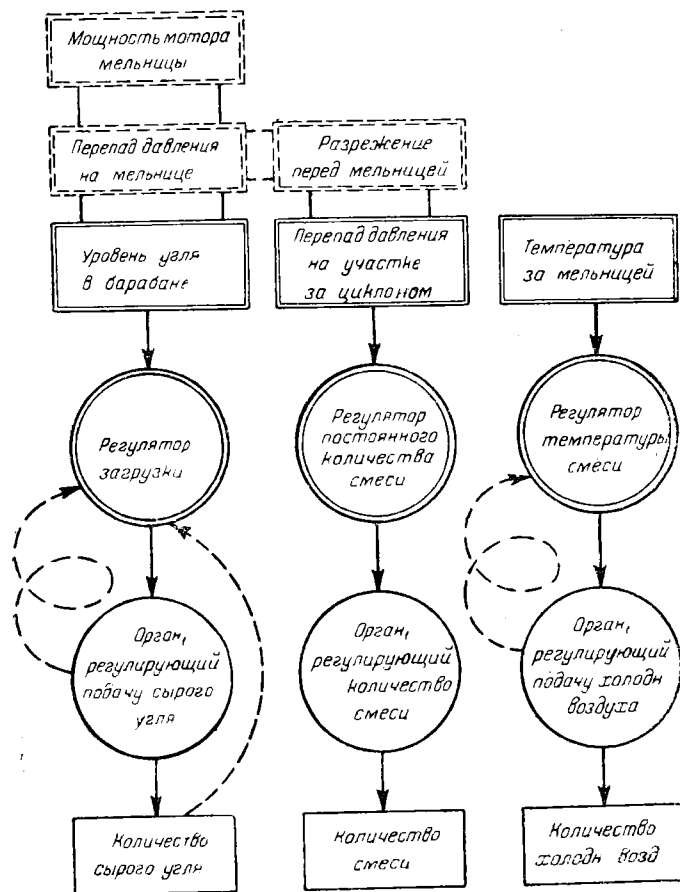 Мощность мотора
мельницы
Перепад давления
на мельнице
Разрежение
перед мельницей
Уровень угля
в барабане
Перепад давления
на участке
за циклоном
Температура
за мельницей
Регулятор
загрузки
Регулятор
постоянного
количества
смеси
Регулятор
температуры
смеси
Орган,
регулирующий
подачу сырого
угля
Орган,
регулирующий
количество
смеси
Орган,
регулирующий
подачу холодн
воздуха
Количество
сырого угля
Количество
смеси
Количество
холодн возд